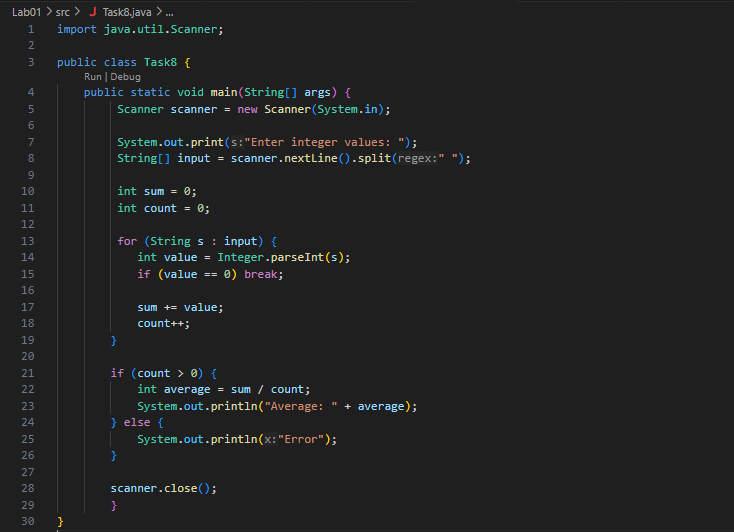 Lab01 > src > J Task8.java > ...
1 import java.util.Scanner;
2
3 public class Task8 {
Run | Debug
4 public static void main(String[] args) {
5 Scanner scanner = new Scanner(System.in);
6
7 System.out.print(s:"Enter integer values: ");
8 String[] input = scanner.nextLine().split(regex:" ");
9
10 int sum = 0;
11 int count = 0;
12
13 for (String s : input) {
14 int value = Integer.parseInt(s);
15 if (value == 0) break;
16
17 sum += value;
18 count++;
19 }
20
21 if (count > 0) {
22 int average = sum / count;
23 System.out.println("Average: " + average);
24 } else {
25 System.out.println(x:"Error");
26 }
27
28 scanner.close();
29 }
30 }